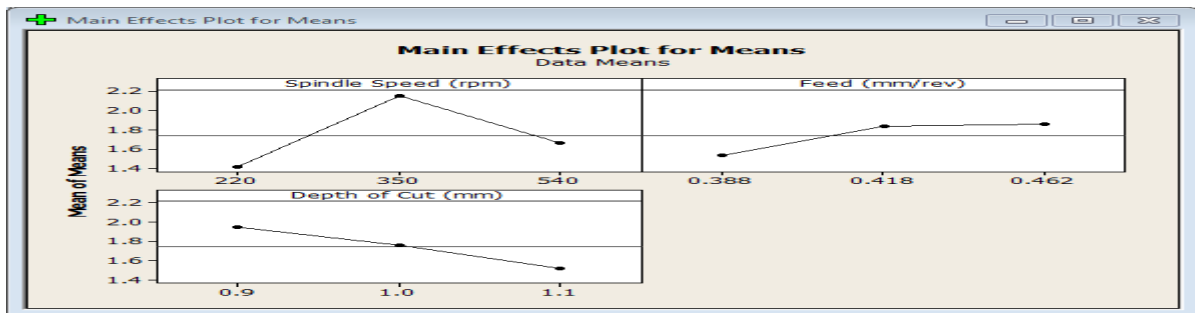 Main Effects Plot for Means
Main Effects Plot for Means
Data Means
Spindle Speed (rpm) Feed (mm/rev)
2.2
2.0
1.8
1.6
1.4
220 350 540 0.388 0.418 0.462
Depth of Cut (mm)
2.2
2.0
1.8
1.6
1.4
0.9 1.0 1.1
Mean of Means